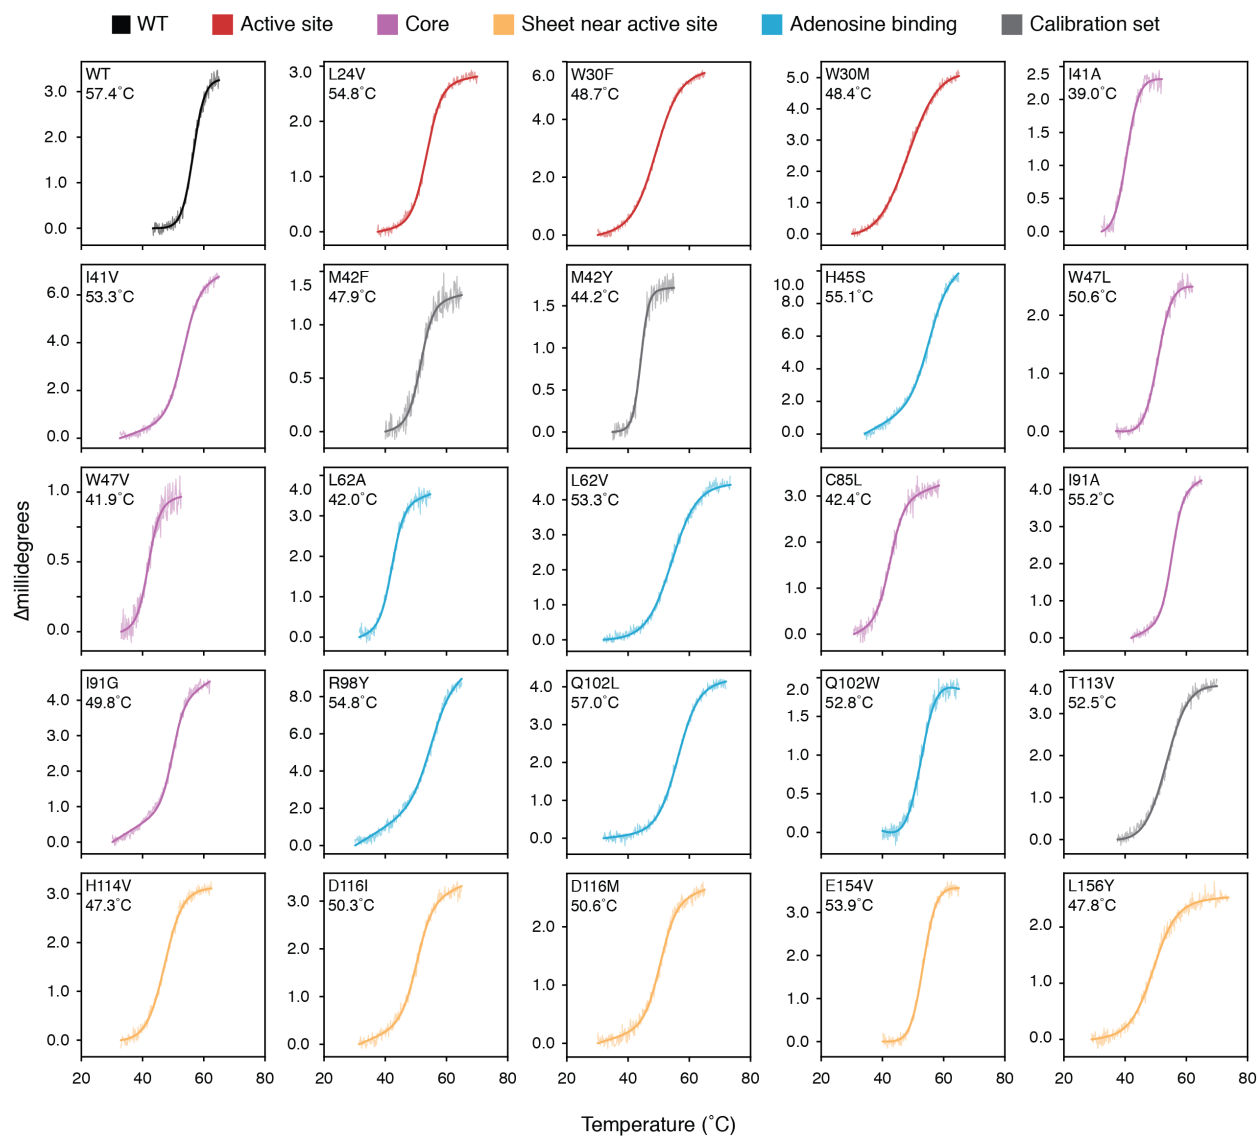 WT Active site Core Sheet near active site Adenosine binding Calibration set
WT
57.4˚C
3.0
2.0
1.0
0.0
L24V
54.8˚C
3.0
2.0
1.0
0.0
W30F
48.7˚C
6.0
4.0
2.0
0.0
W30M
48.4˚C
5.0
4.0
3.0
2.0
1.0
0.0
I41A
39.0˚C
2.5
2.0
1.5
1.0
0.5
0.0
I41V
53.3˚C
6.0
4.0
2.0
0.0
M42F
47.9˚C
1.5
1.0
0.5
0.0
M42Y
44.2˚C
1.5
1.0
0.5
0.0
H45S
55.1˚C
10.0
8.0
6.0
4.0
2.0
0.0
W47L
50.6˚C
2.0
1.0
0.0
W47V
41.9˚C
1.0
0.5
0.0
L62A
42.0˚C
4.0
3.0
2.0
1.0
0.0
L62V
53.3˚C
4.0
3.0
2.0
1.0
0.0
C85L
42.4˚C
3.0
2.0
1.0
0.0
I91A
55.2˚C
4.0
3.0
2.0
1.0
0.0
Δmillidegrees
I91G
49.8˚C
4.0
3.0
2.0
1.0
0.0
R98Y
54.8˚C
8.0
6.0
4.0
2.0
0.0
Q102L
57.0˚C
4.0
3.0
2.0
1.0
0.0
Q102W
52.8˚C
2.0
1.5
1.0
0.5
0.0
T113V
52.5˚C
4.0
3.0
2.0
1.0
0.0
H114V
47.3˚C
3.0
2.0
1.0
0.0
D116I
50.3˚C
3.0
2.0
1.0
0.0
D116M
50.6˚C
2.0
1.0
0.0
E154V
53.9˚C
3.0
2.0
1.0
0.0
L156Y
47.8˚C
2.0
1.0
0.0
20 40 60 80 20 40 60 80 20 40 60 80 20 40 60 80 20 40 60 80
Temperature (˚C)